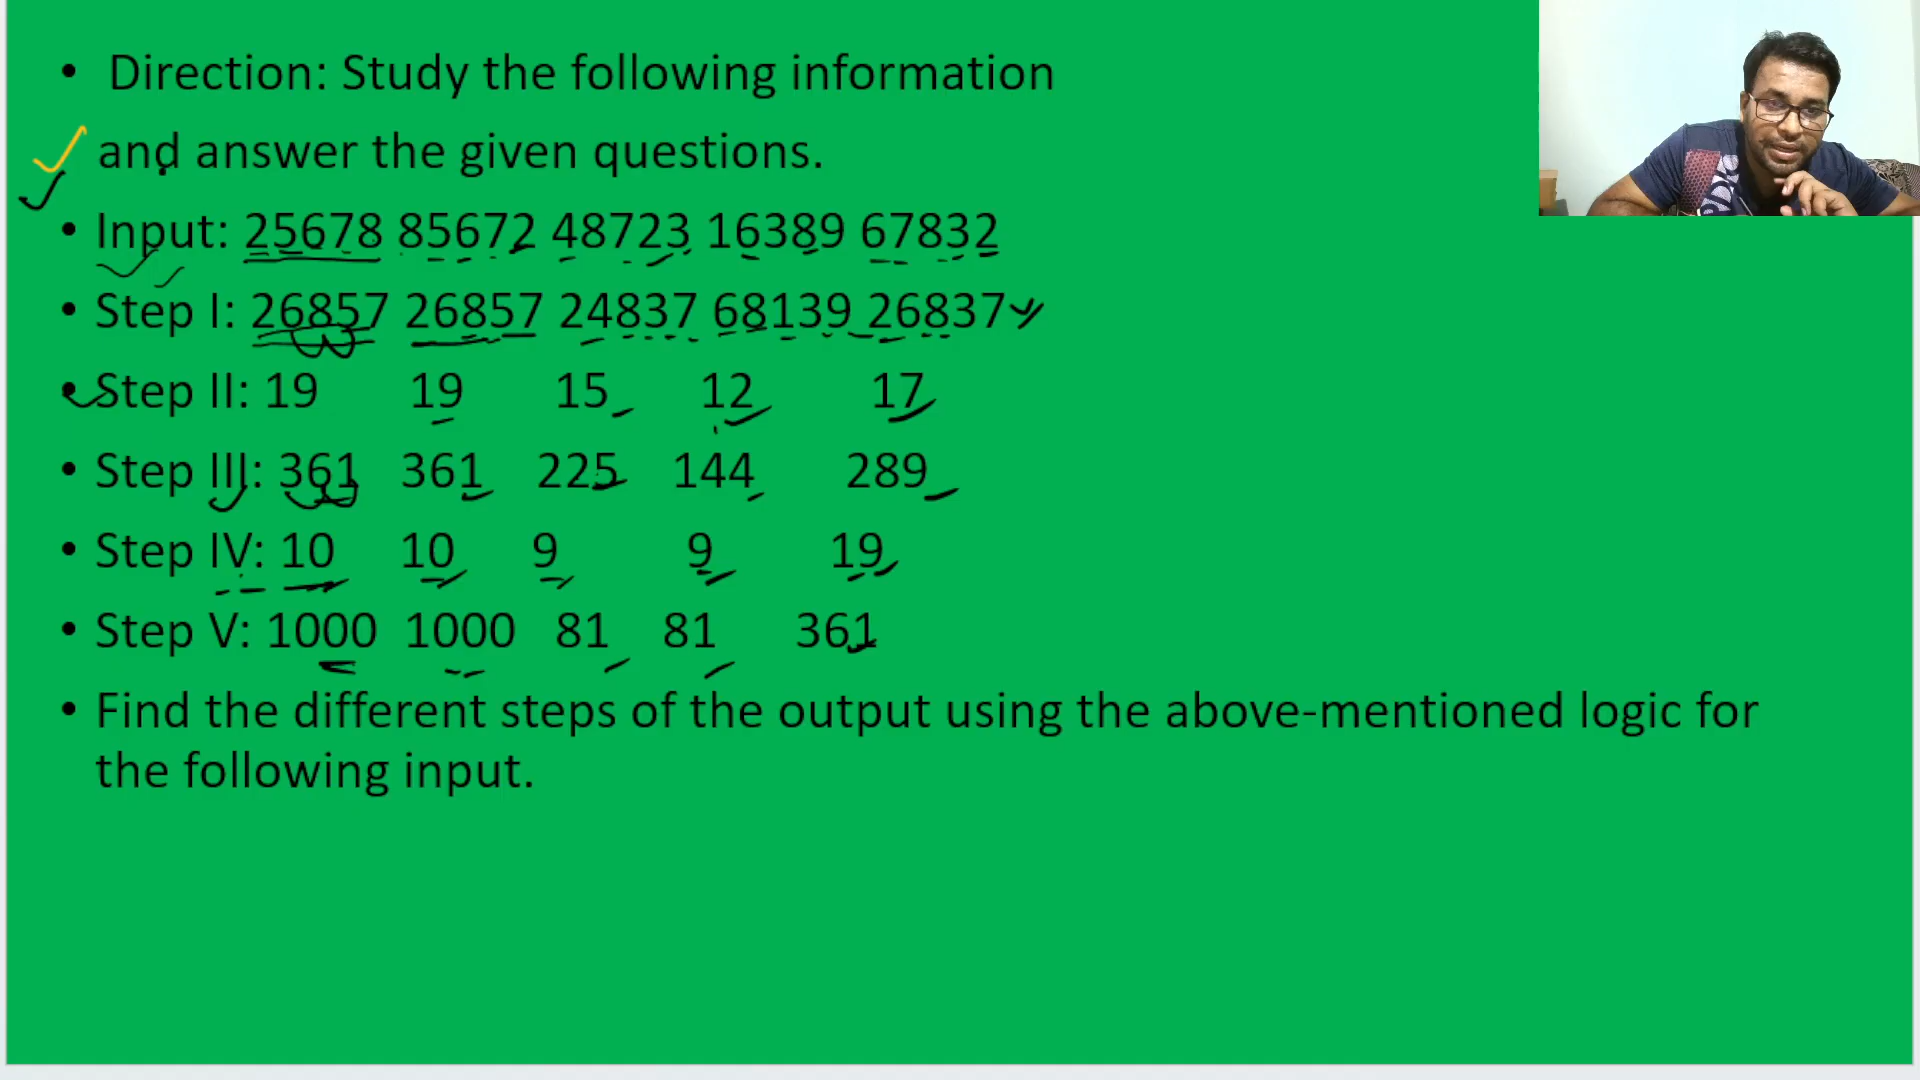 • Direction: Study the following information
and answer the given questions.
• Input: 25678 85672 48723 16389 67832
• Step I: 26857 26857 24837 68139 26837
• Step II: 19 19 15 12 17
• Step III: 361 361 225 144 289
• Step IV: 10 10 9 9 19
• Step V: 1000 1000 81 81 361
• Find the different steps of the output using the above-mentioned logic for
the following input.